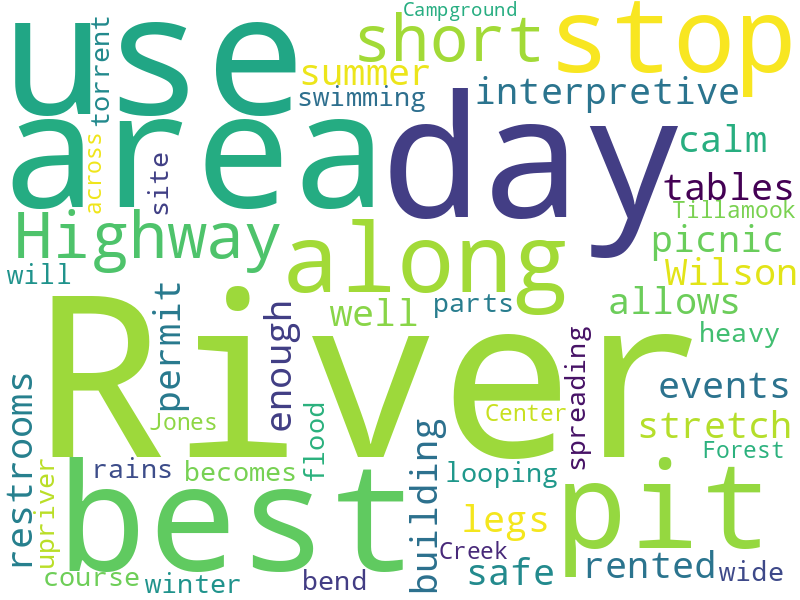 Campground
use
torrent
short
stop
summer
swimming
interpretive
area
day
across
site
calm
tables
Tillamook
Highway
along
picnic
Wilson
will
permit
enough
well
parts
allows
heavy
River
restrooms
Jones
flood
Center
spreading
events
stretch
Forest
upriver
rains
becomes
best
building
looping
pit
legs
Creek
course
winter
bend
safe
rented
wide